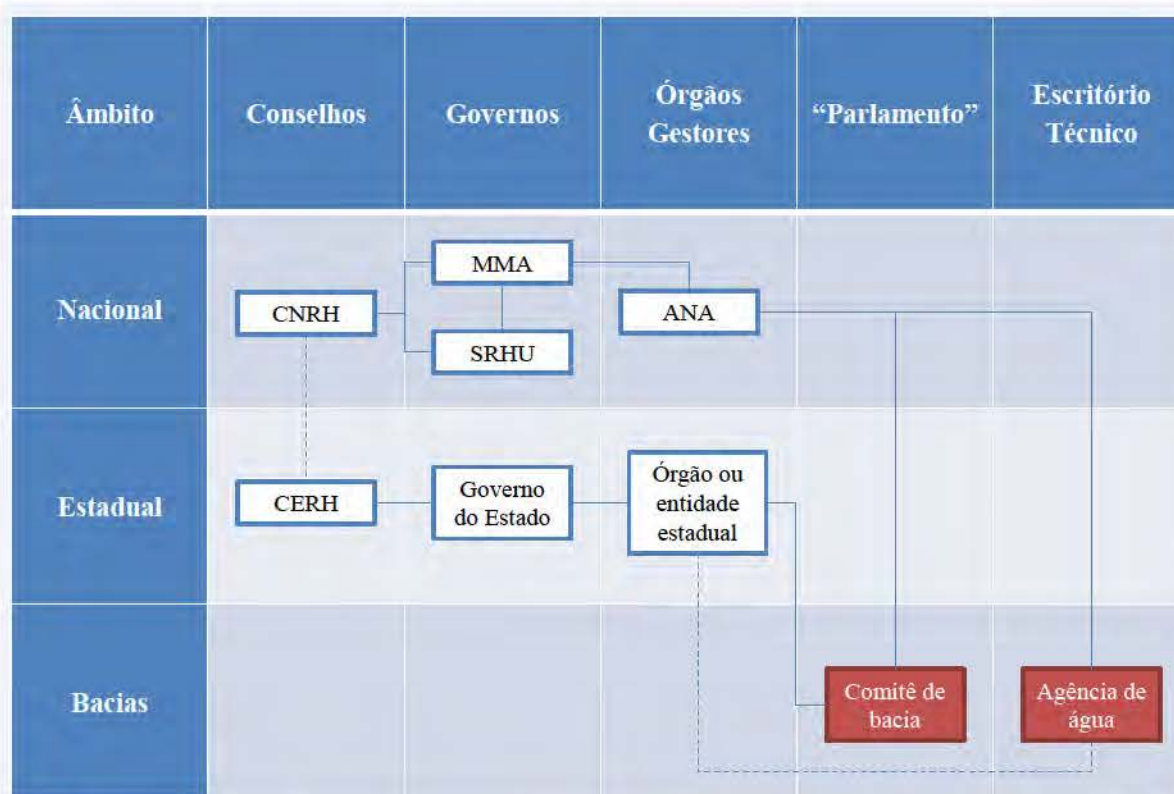 Âmbito
Conselhos
Governos
Órgãos
Gestores
“Parlamento”
Escritório
Técnico
Nacional
CNRH
MMA
SRHU
ANA
Estadual
CERH
Governo
do Estado
Órgão ou
entidade
estadual
Bacias
Comitê de
bacia
Agência de
água